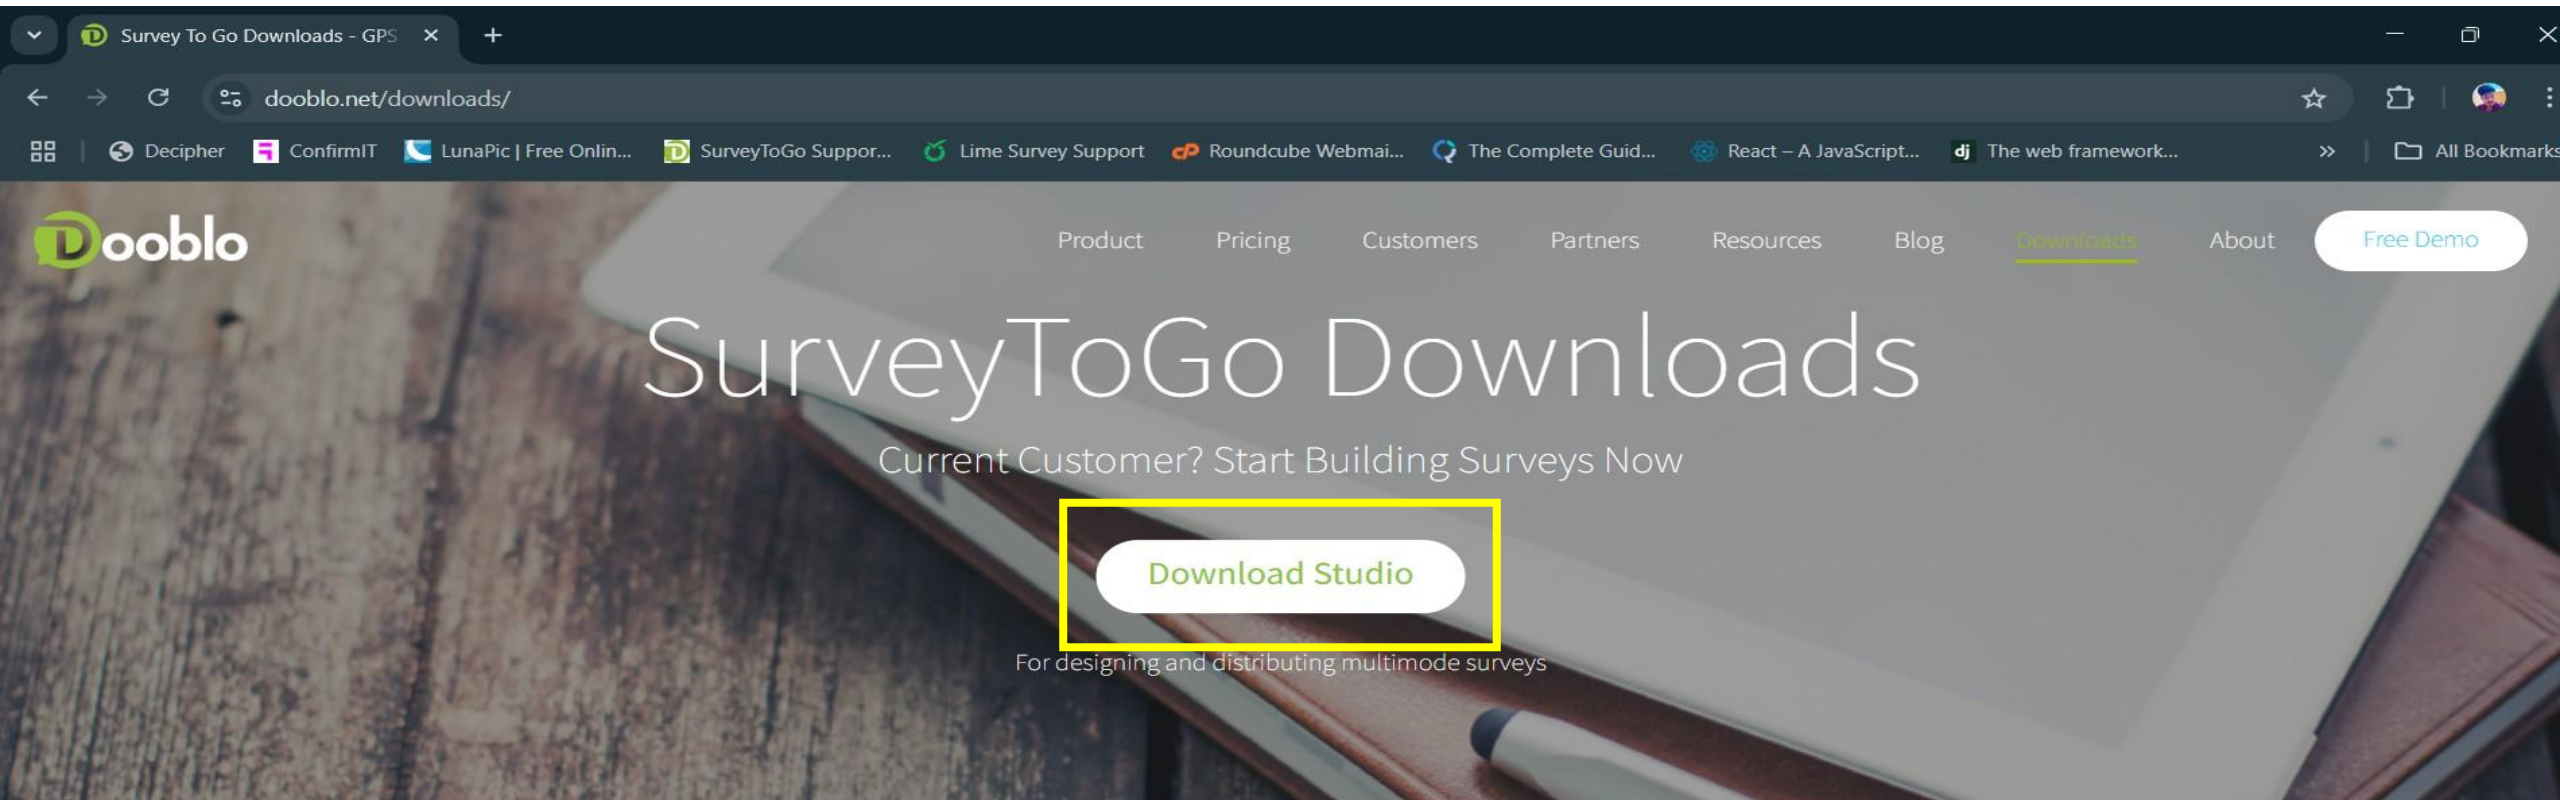 Survey To Go Downloads - GPS
dooblo.net/downloads/
Decipher ConfirmIT LunaPic | Free Onlin... SurveyToGo Suppor... Lime Survey Support Roundcube Webmai... The Complete Guid... React – A JavaScript... The web framework... All Bookmarks
Dooblo Product Pricing Customers Partners Resources Blog Downloads About Free Demo
SurveyToGo Downloads
Current Customer? Start Building Surveys Now
Download Studio
For designing and distributing multimode surveys